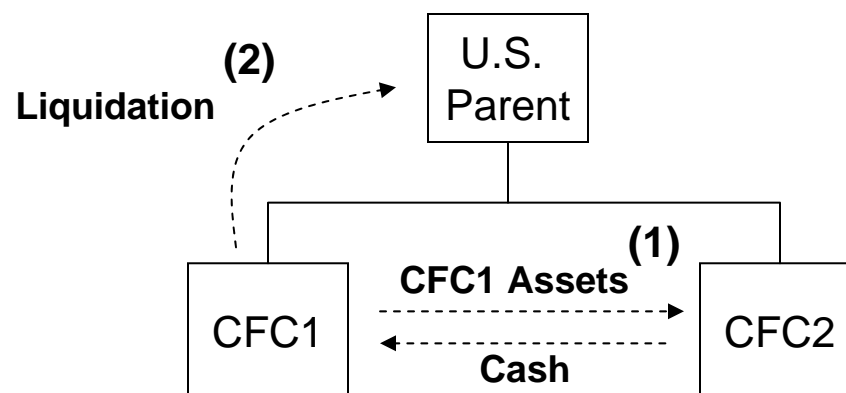 U.S.
Parent
(2)
Liquidation
(1)
CFC1 Assets
CFC1
CFC2
Cash